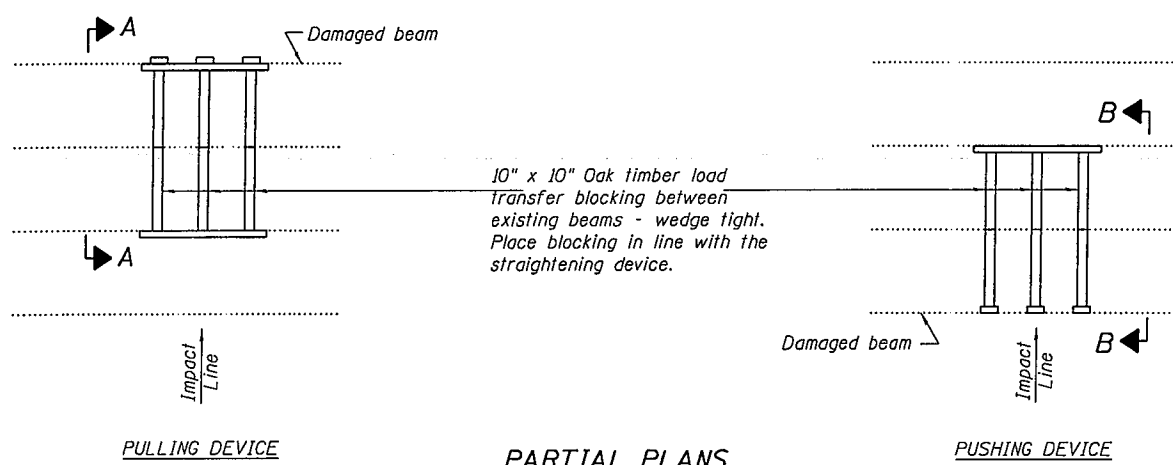 A
Damaged beam
B
10" x 10" Oak timber load
transfer blocking between
existing beams - wedge tight.
Place blocking in line with the
straightening device.
A
Damaged beam
B
Impact
Line
Impact
Line
PULLING DEVICE
PARTIAL PLANS
PUSHING DEVICE